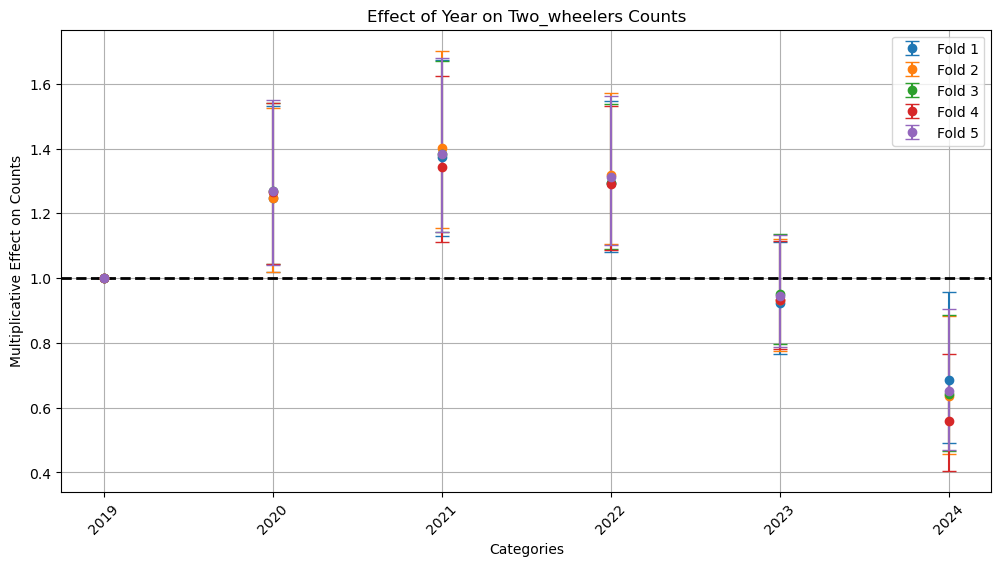 Effect of Year on Two_wheelers Counts
Multiplicative Effect on Counts
1.6
1.4
1.2
1.0
0.8
0.6
0.4
Fold 1
Fold 2
Fold 3
Fold 4
Fold 5
2019
2020
2021
2022
2023
2024
Categories